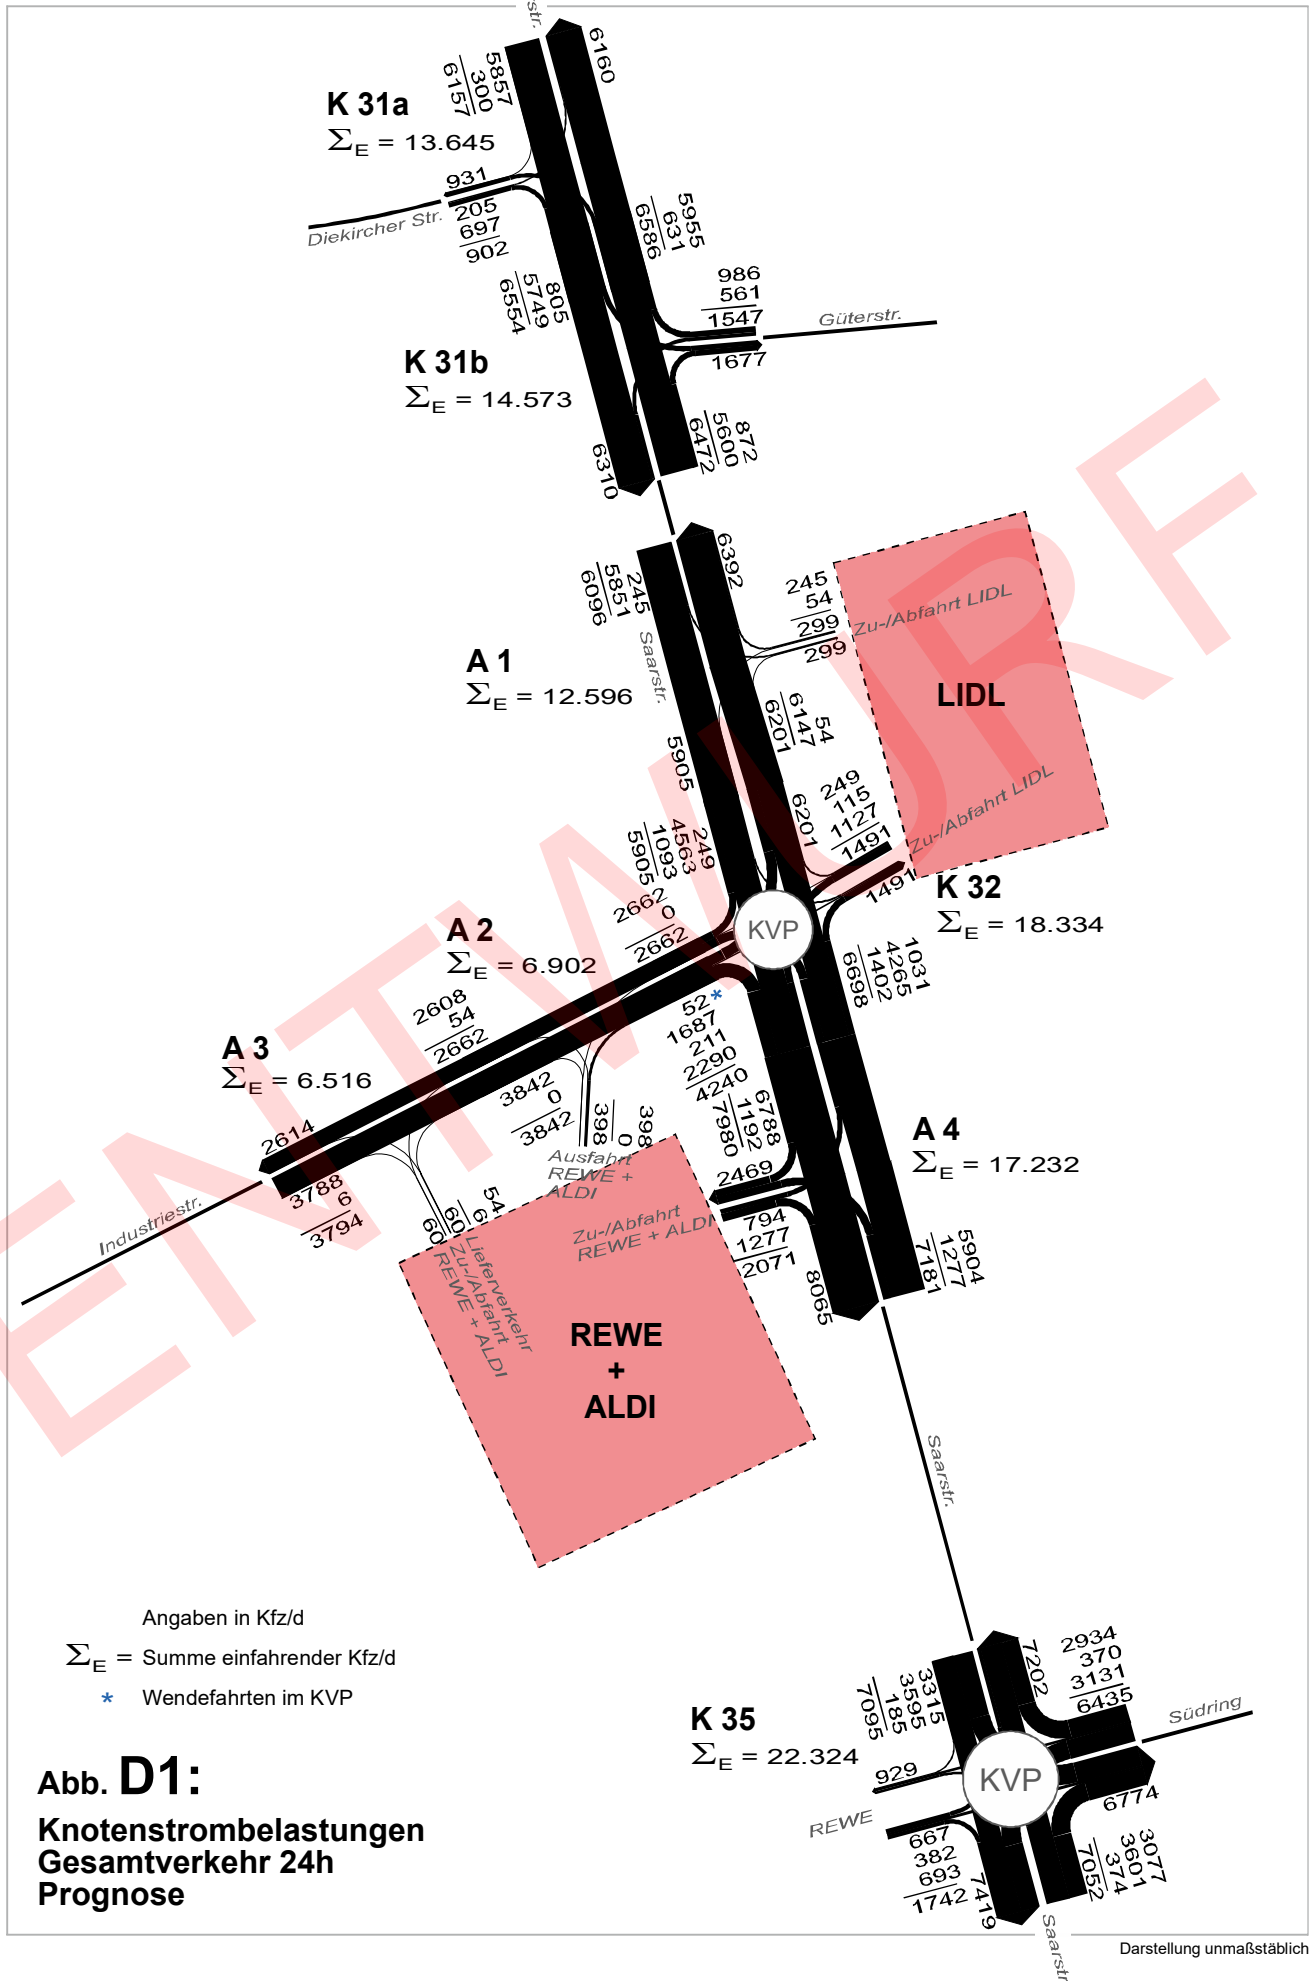 str.
6160
5857
300
6157
K 31a
ΣE = 13.645
931
205
697
902
Diekircher Str.
5955
631
6586
805
5749
6554
986
561
1547
Güterstr.
1677
K 31b
ΣE = 14.573
872
5600
6472
6310
6392
245
5851
6096
Saarstr.
245
54
299
299
Zu-/Abfahrt LIDL
LIDL
A 1
ΣE = 12.596
54
6147
6201
5905
6201
249
115
1127
1491
1491
Zu-/Abfahrt LIDL
249
4563
1093
5905
K 32
ΣE = 18.334
KVP
2662
0
2662
A 2
ΣE = 6.902
1031
4265
1402
6698
52 *
1687
211
2290
4240
2608
54
2662
A 3
ΣE = 6.516
3842
0
3842
398
0
398
Ausfahrt
REWE +
ALDI
6788
1192
7980
A 4
ΣE = 17.232
2614
3788
6
3794
Industriestr.
54
6
60
60
Lieferverkehr
Zu-/Abfahrt
REWE + ALDI
2469
794
1277
2071
Zu-/Abfahrt
REWE + ALDI
8065
5904
1277
7181
REWE
+
ALDI
Saarstr.
Angaben in Kfz/d
ΣE = Summe einfahrender Kfz/d
* Wendefahrten im KVP
7202
2934
370
3131
6435
3315
3595
185
7095
Südring
K 35
ΣE = 22.324
KVP
929
REWE
667
382
693
1742
6774
3077
3601
374
7052
7419
Saarstr
Abb. D1:
Knotenstrombelastungen
Gesamtverkehr 24h
Prognose
Darstellung unmaßstäblich
ENTWURF